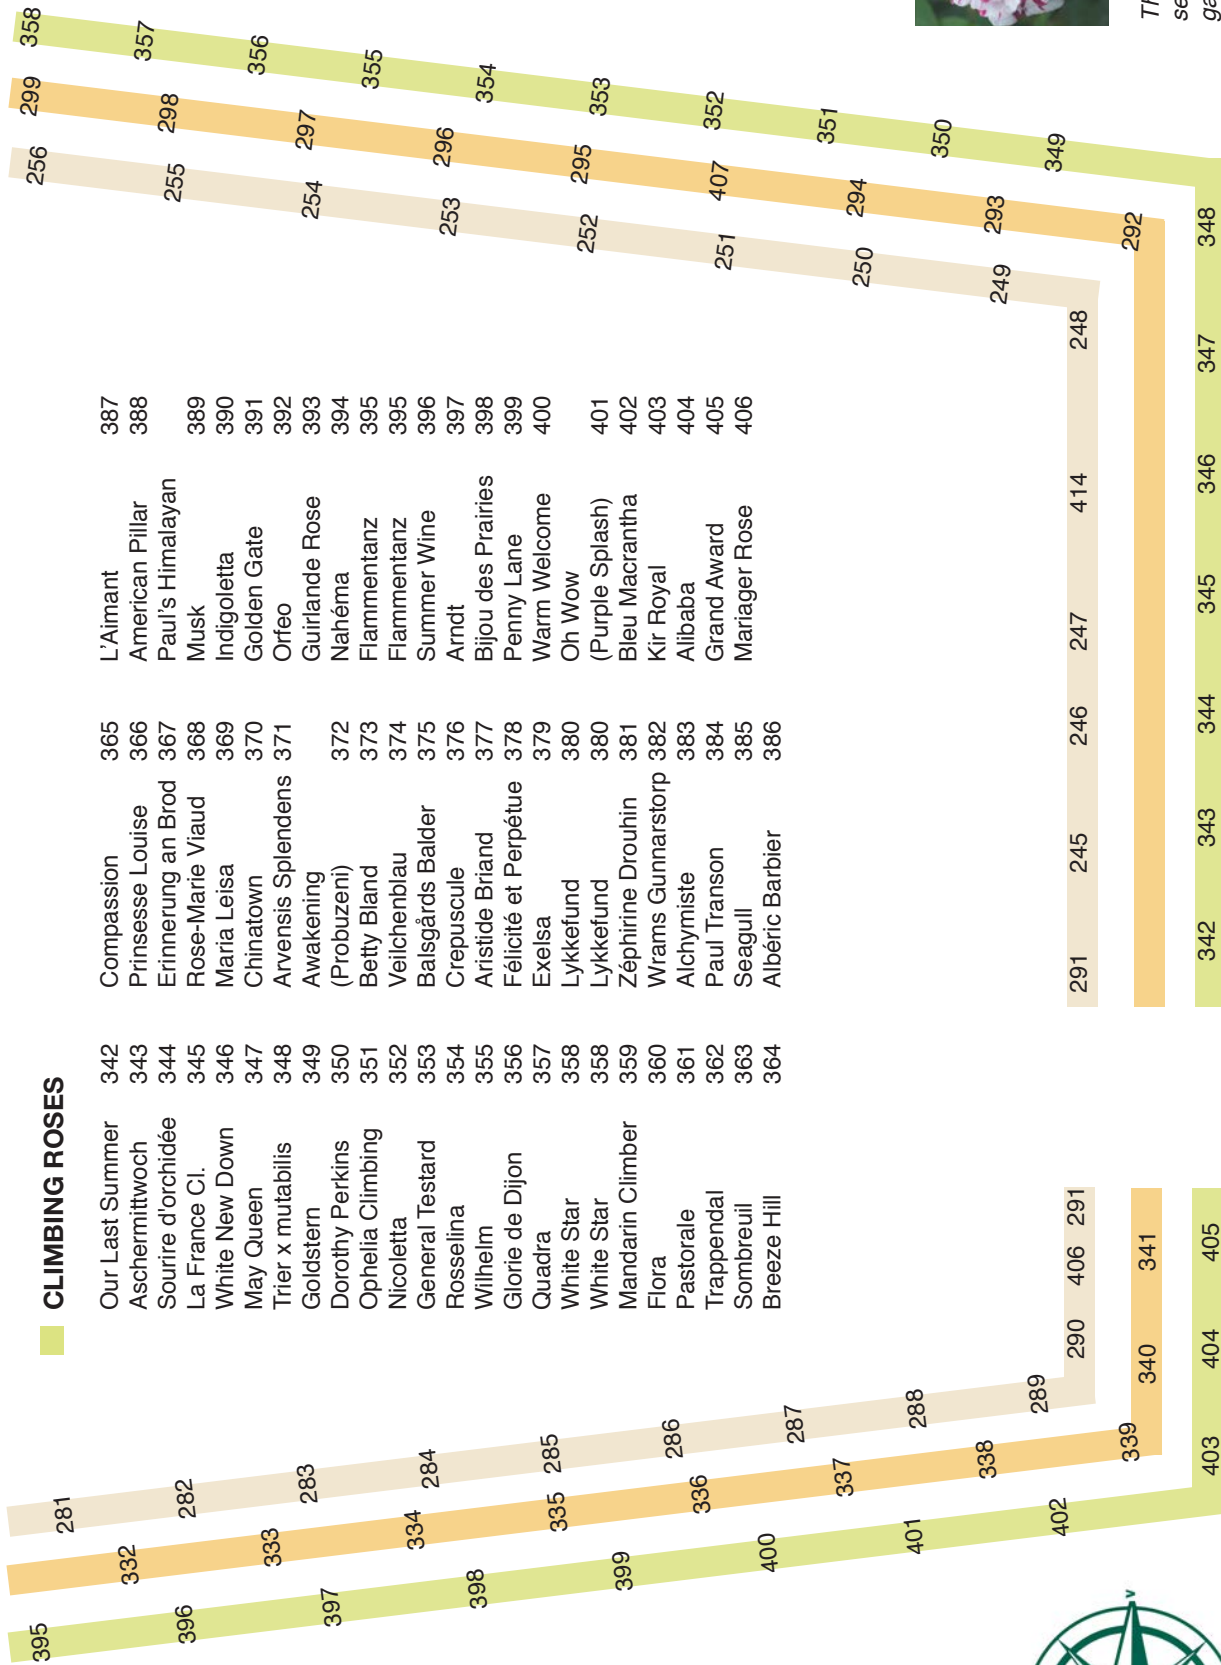 CLIMBING ROSES
Our Last Summer 342
Aschermittwoch 343
Sourire d'orchidée 344
La France Cl. 345
White New Down 346
May Queen 347
Trier x mutabilis 348
Goldstern 349
Dorothy Perkins 350
Ophelia Climbing 351
Nicoletta 352
General Testard 353
Rosselina 354
Wilhelm 355
Glorie de Dijon 356
Quadra 357
White Star 358
White Star 358
Mandarin Climber 359
Flora 360
Pastorale 361
Trappendal 362
Sombreuil 363
Breeze Hill 364
Compassion 365
Prinsesse Louise 366
Erinnerung an Brod 367
Rose-Marie Viaud 368
Maria Leisa 369
Chinatown 370
Arvensis Splendens 371
Awakening
(Probuzeni) 372
Betty Bland 373
Veilchenblau 374
Balsgårds Balder 375
Crepuscule 376
Aristide Briand 377
Félicité et Perpétue 378
Exelsa 379
Lykkefund 380
Lykkefund 380
Zéphirine Drouhin 381
Wrams Gunnarstorp 382
Alchymiste 383
Paul Transon 384
Seagull 385
Albéric Barbier 386
L'Aimant 387
American Pillar 388
Paul's Himalayan
Musk 389
Indigoletta 390
Golden Gate 391
Orfeo 392
Guirlande Rose 393
Nahéma 394
Flammentanz 395
Flammentanz 395
Summer Wine 396
Arndt 397
Bijou des Prairies 398
Penny Lane 399
Warm Welcome 400
Oh Wow
(Purple Splash) 401
Bleu Macrantha 402
Kir Royal 403
Alibaba 404
Grand Award 405
Mariager Rose 406
395
396
397
398
399
400
401
402
403 404 405
332
333
334
335
336
337
338
339
340 341
281
282
283
284
285
286
287
288
289
290 406 291
291 245 246 247 414 248
249
250
251
252
253
254
255
256
292
293
294
407
295
296
297
298
299
342 343 344 345 346 347 348
349
350
351
352
353
354
355
356
357
358
V